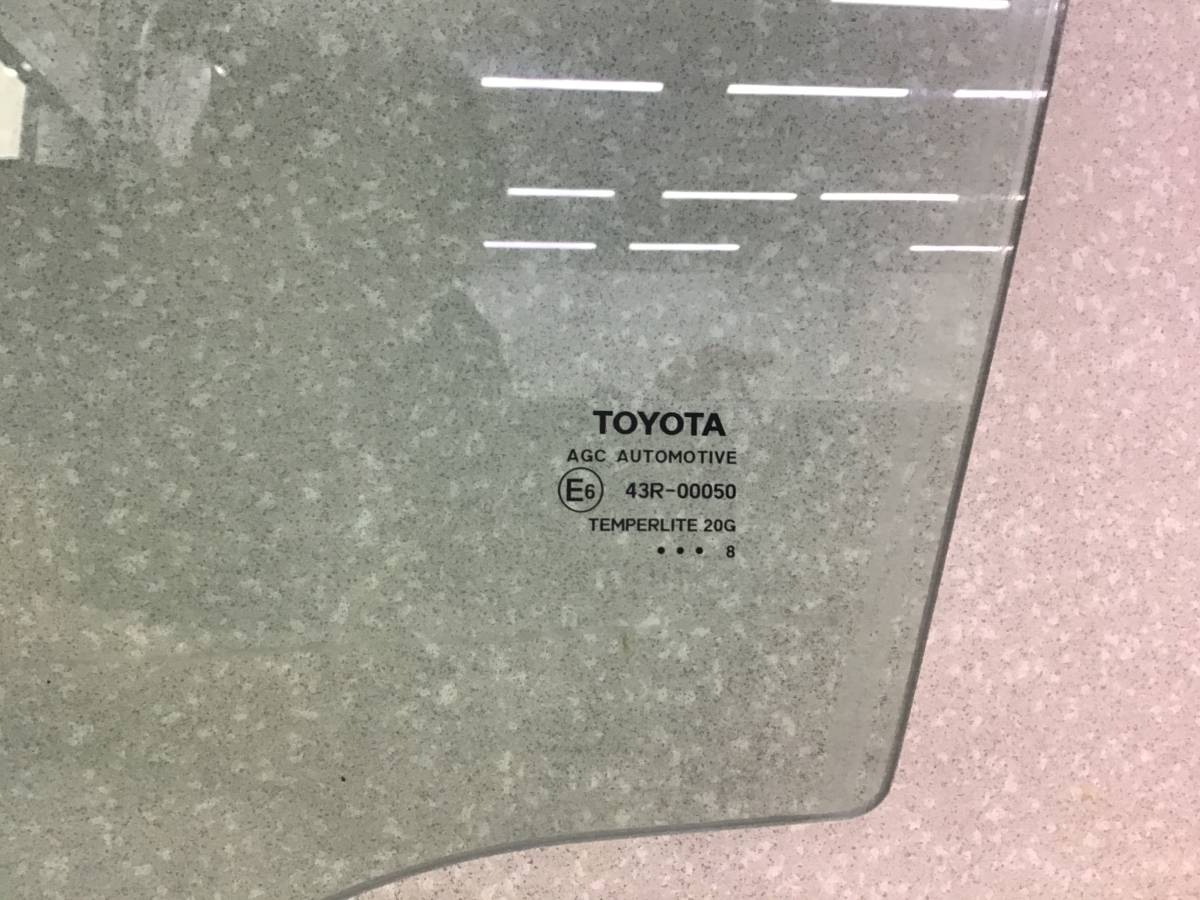 TOYOTA
AGC AUTOMOTIVE
E6 43R-00050
TEMPERLITE 20G
• • • 8